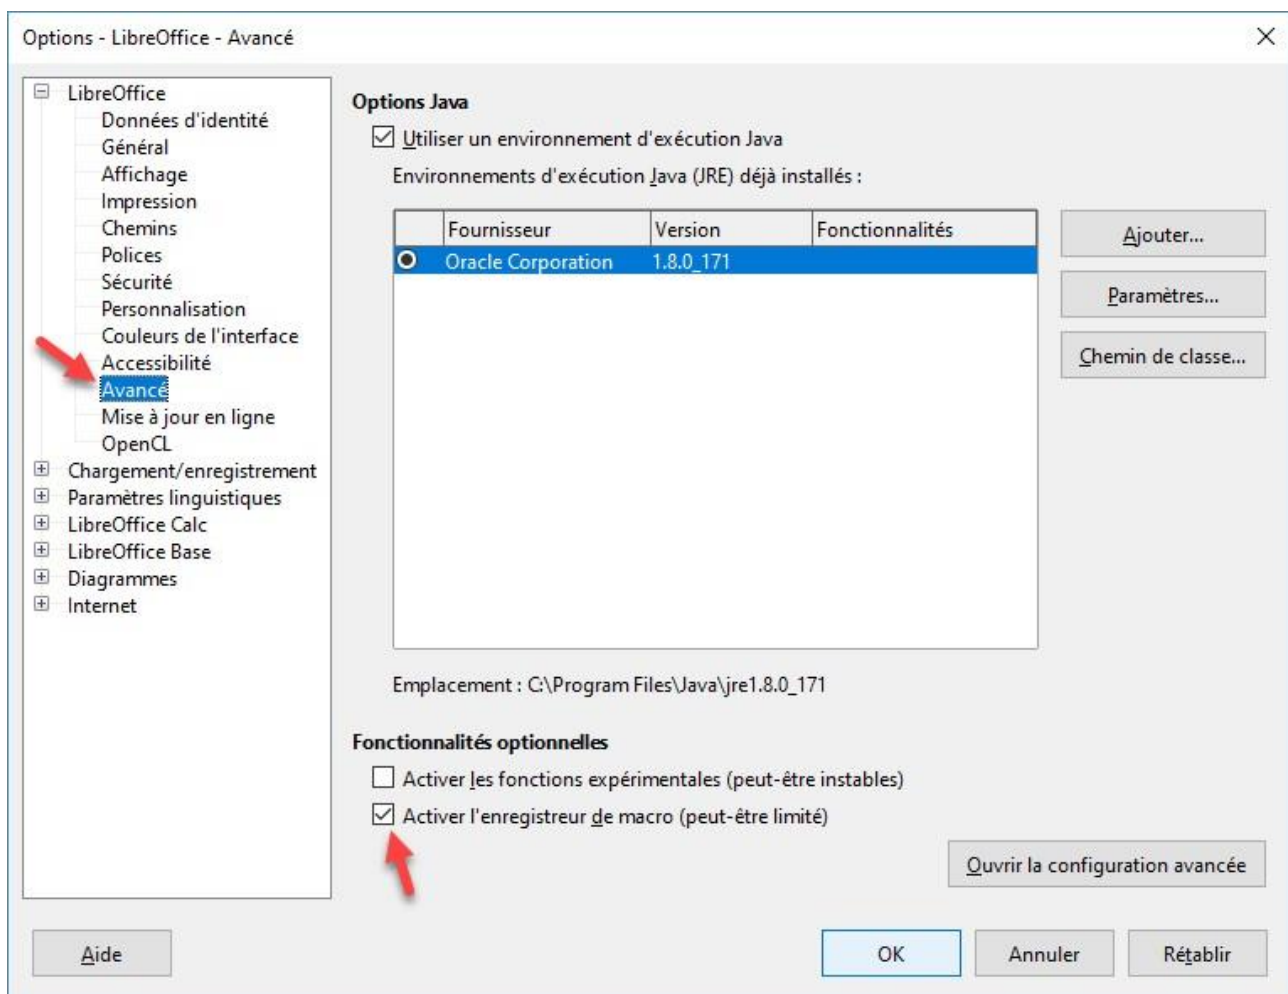 Options - LibreOffice - Avancé
LibreOffice
Données d'identité
Général
Affichage
Impression
Chemins
Polices
Sécurité
Personnalisation
Couleurs de l'interface
Accessibilité
Avancé
Mise à jour en ligne
OpenCL
Chargement/enregistrement
Paramètres linguistiques
LibreOffice Calc
LibreOffice Base
Diagrammes
Internet
Options Java
Utiliser un environnement d'exécution Java
Environnements d'exécution Java (JRE) déjà installés :
Fournisseur Version Fonctionnalités
Oracle Corporation 1.8.0_171
Ajouter...
Paramètres...
Chemin de classe...
Emplacement : C:\Program Files\Java\jre1.8.0_171
Fonctionnalités optionnelles
Activer les fonctions expérimentales (peut-être instables)
Activer l'enregistreur de macro (peut-être limité)
Ouvrir la configuration avancée
Aide
OK
Annuler
Rétablir